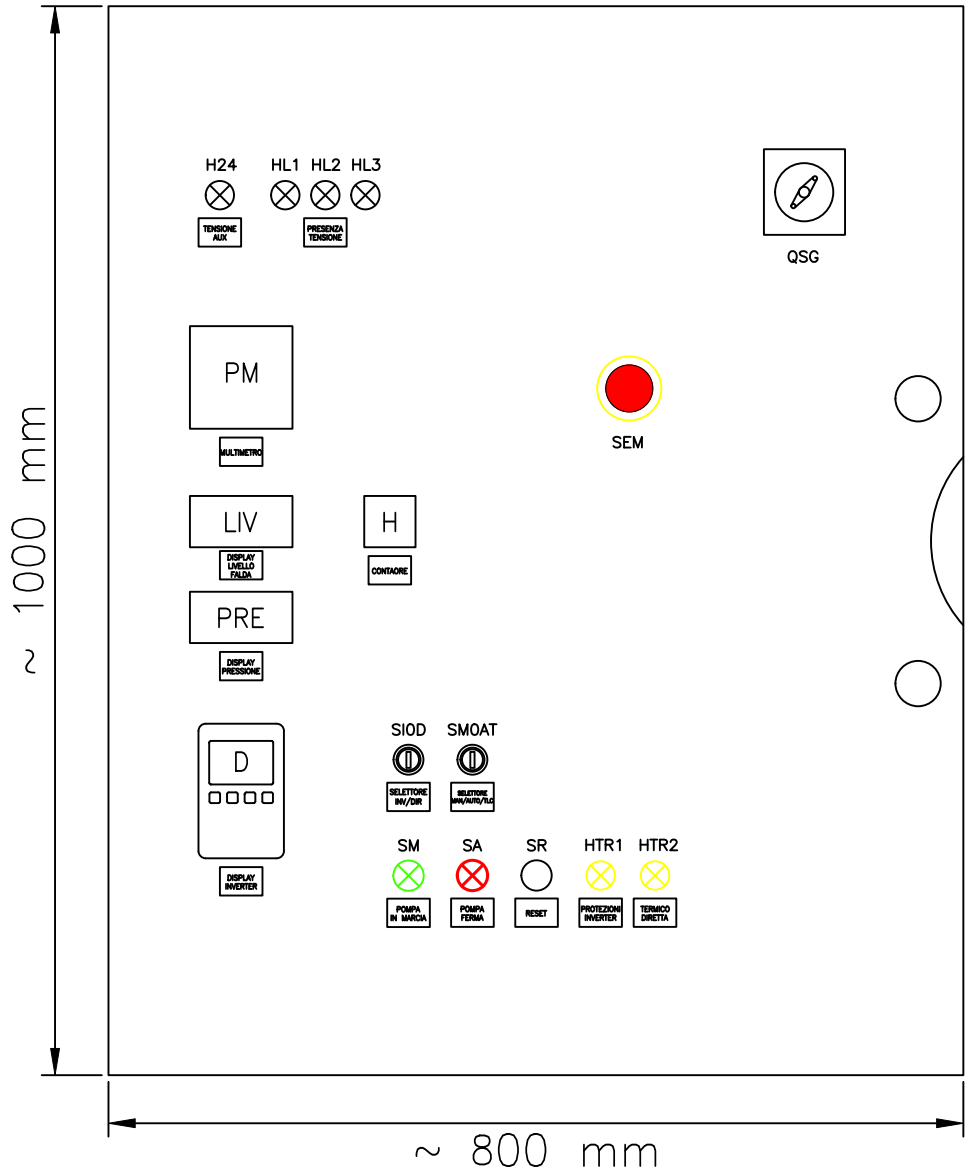 H24 HL1 HL2 HL3
TENSIONE
AUX
PRESENZA
TENSIONE
QSG
PM
MULTIMETRO
SEM
LIV
DISPLAY
LIVELLO
FALDA
H
CONTAORE
PRE
DISPLAY
PRESSIONE
D
DISPLAY
INVERTER
SIOD SMOAT
SELETTORE
INV/DIR
SELETTORE
MAN/AUTO/TLC
SM SA SR HTR1 HTR2
POMPA
IN MARCIA
POMPA
FERMA
RESET
PROTEZIONI
INVERTER
TERMICO
DIRETTA
~ 1000 mm
~ 800 mm